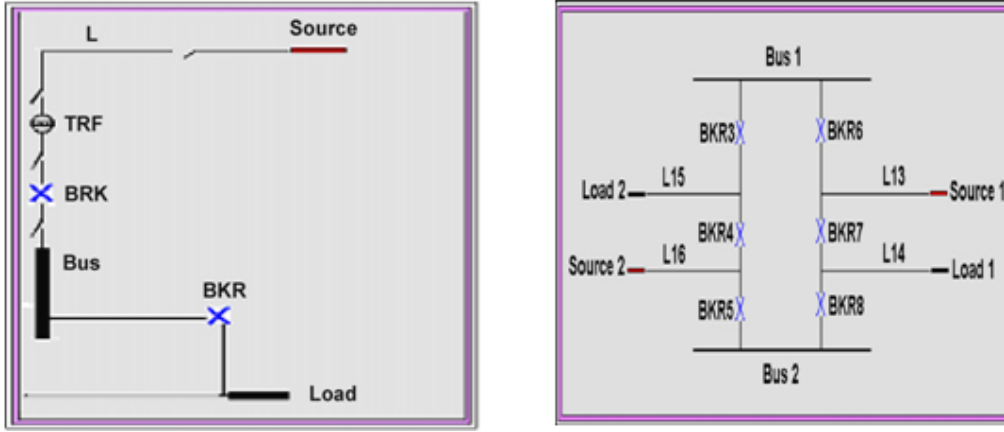 L
Source
TRF
BRK
Bus
BKR
Load
Bus 1
BKR3
BKR6
L15
L13
Load 2
Source 1
BKR4
BKR7
L16
L14
Source 2
Load 1
BKR5
BKR8
Bus 2